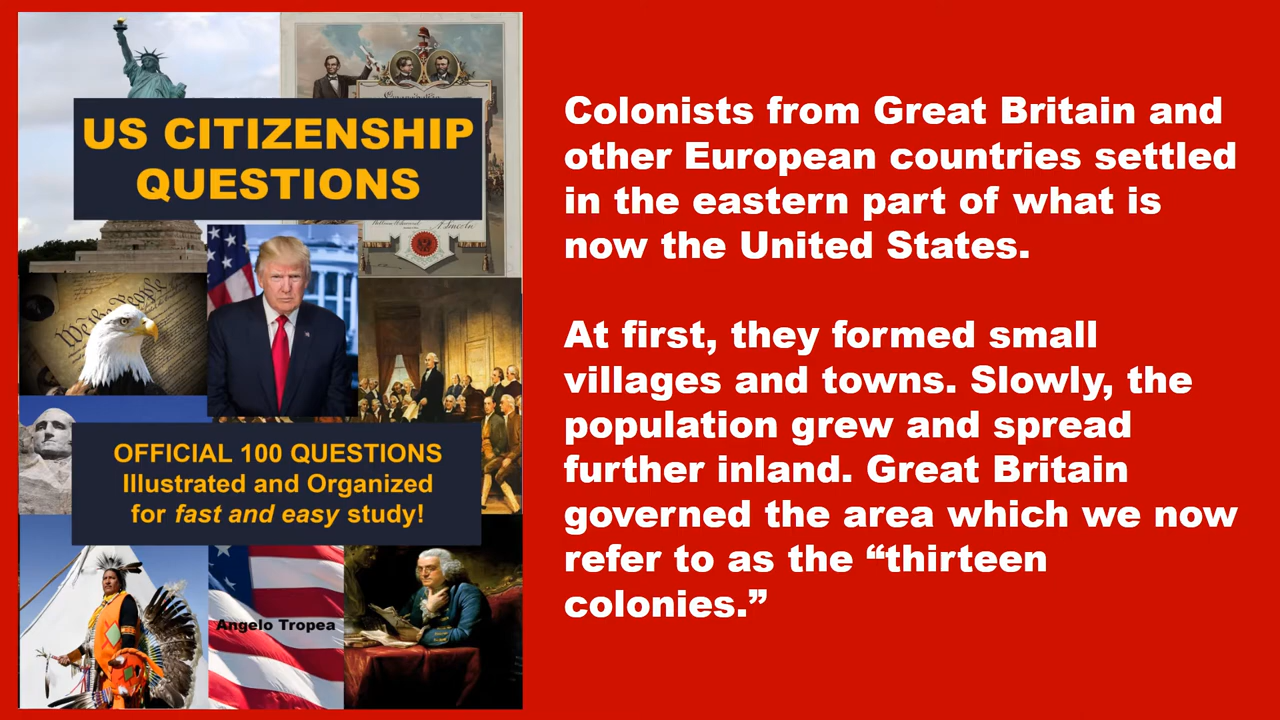 US CITIZENSHIP
QUESTIONS
We the People
OFFICIAL 100 QUESTIONS
Illustrated and Organized
for fast and easy study!
Angelo Tropea
Colonists from Great Britain and
other European countries settled
in the eastern part of what is
now the United States.
At first, they formed small
villages and towns. Slowly, the
population grew and spread
further inland. Great Britain
governed the area which we now
refer to as the “thirteen
colonies.”